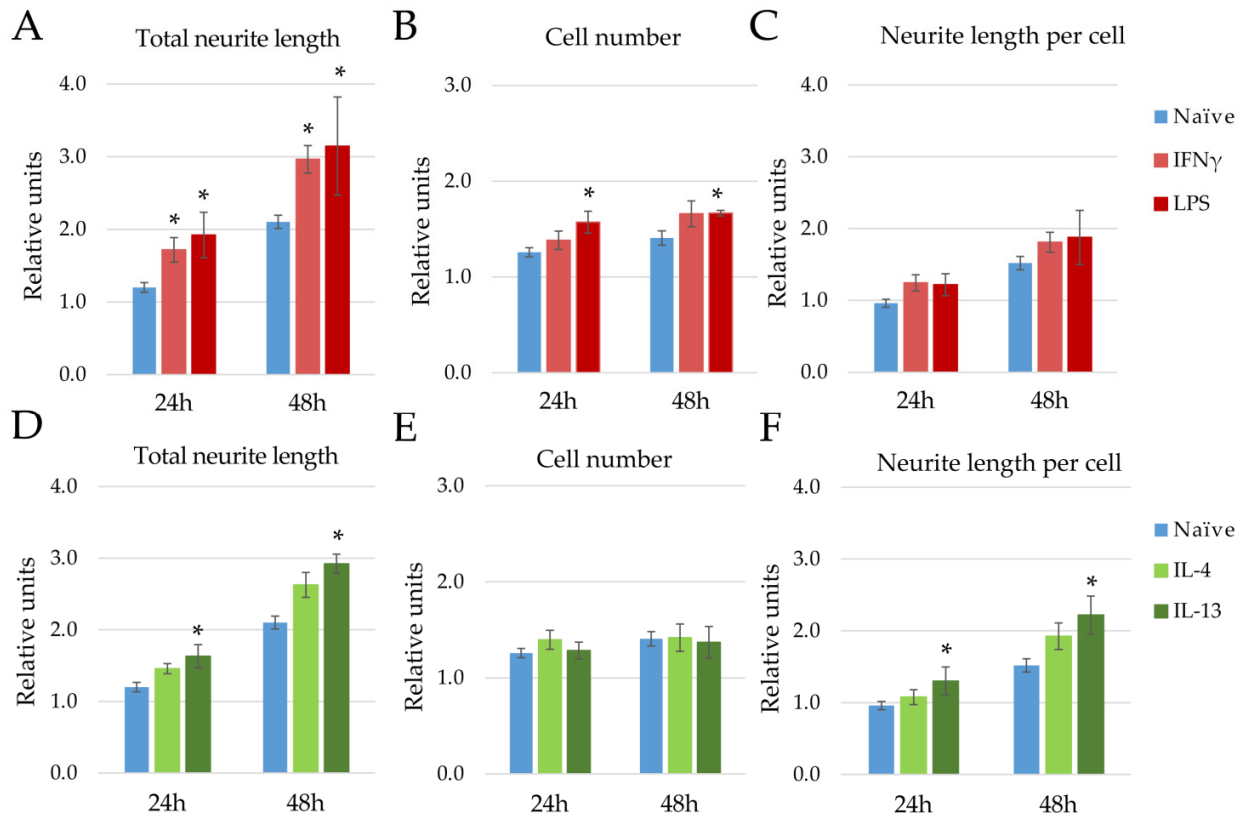 A
Total neurite length
Relative units
4.0
3.0
2.0
1.0
0.0
* * * *
24h 48h
B
Cell number
Relative units
3.0
2.0
1.0
0.0
* *
24h 48h
C
Neurite length per cell
Relative units
4.0
3.0
2.0
1.0
0.0
24h 48h
Naïve
IFNγ
LPS
D
Total neurite length
Relative units
4.0
3.0
2.0
1.0
0.0
* *
24h 48h
E
Cell number
Relative units
3.0
2.0
1.0
0.0
24h 48h
F
Neurite length per cell
Relative units
4.0
3.0
2.0
1.0
0.0
* *
24h 48h
Naïve
IL-4
IL-13